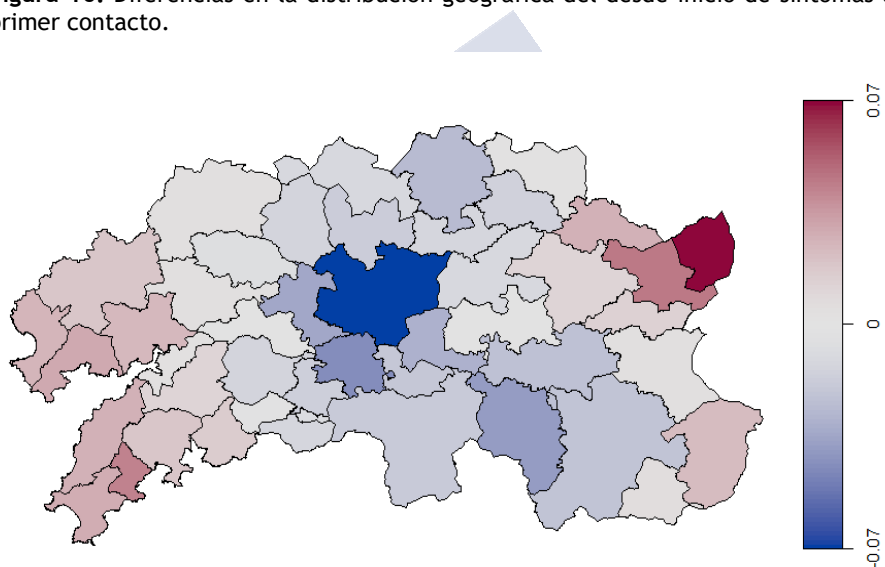 Figura 10. Diferencias en la distribución geográfica del desde inicio de síntomas
primer contacto.
0.07
0
-0.07